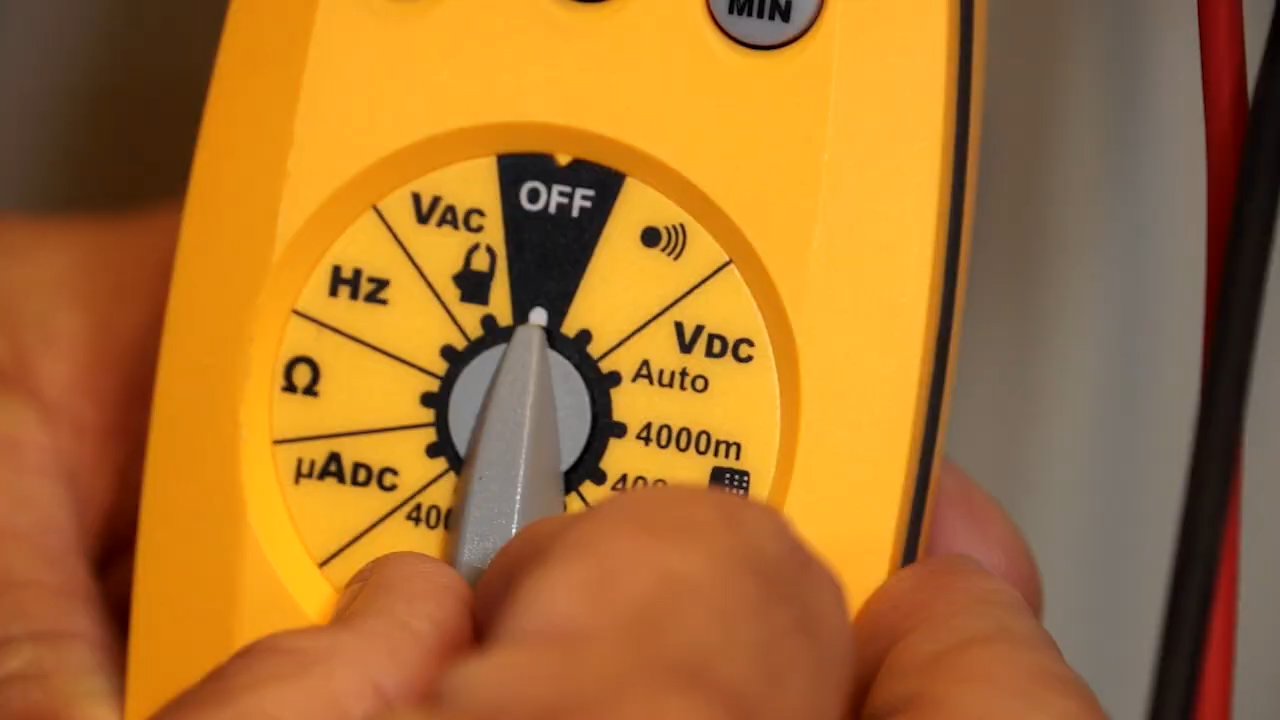 MIN
OFF
VAC
Hz
VDC
Auto
Ω
4000m
µADC